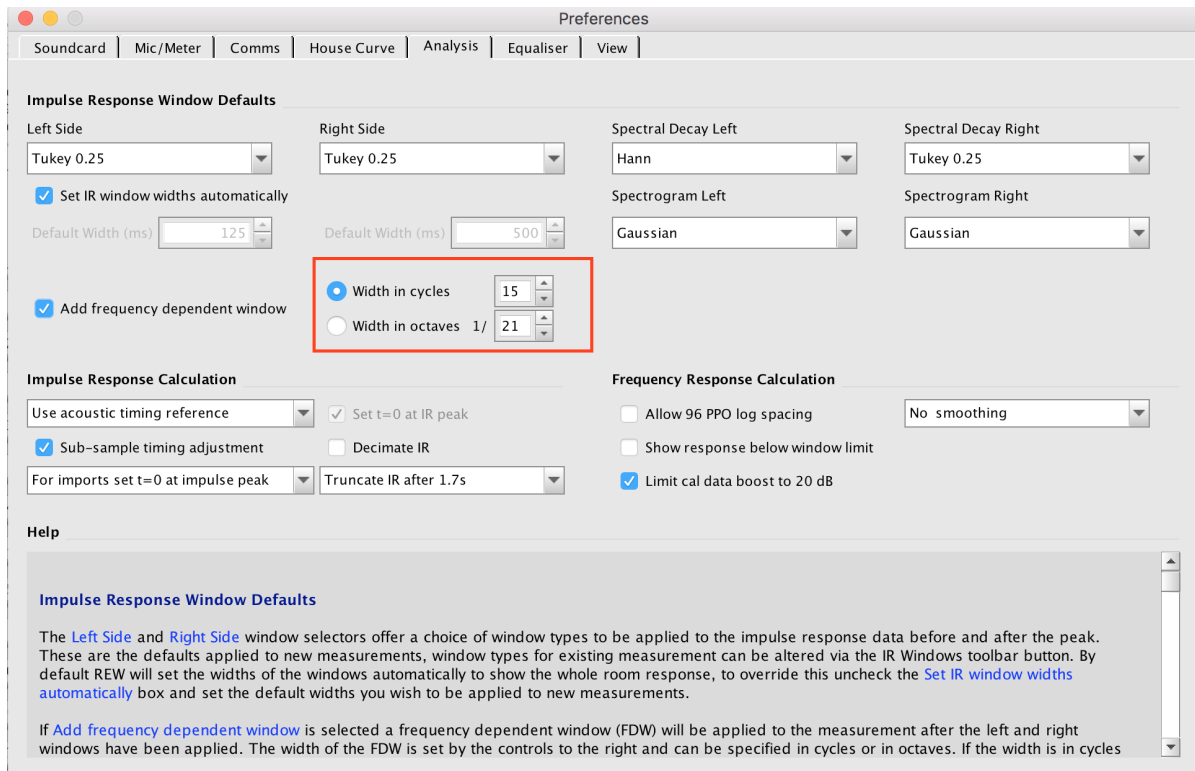 Preferences
Soundcard Mic/Meter Comms House Curve Analysis Equaliser View
Impulse Response Window Defaults
Left Side Right Side Spectral Decay Left Spectral Decay Right
Tukey 0.25 Tukey 0.25 Hann Tukey 0.25
Set IR window widths automatically Spectrogram Left Spectrogram Right
Default Width (ms) 125 Default Width (ms) 500 Gaussian Gaussian
Width in cycles 15
Add frequency dependent window
Width in octaves 1/ 21
Impulse Response Calculation Frequency Response Calculation
Use acoustic timing reference Set t=0 at IR peak Allow 96 PPO log spacing No smoothing
Sub-sample timing adjustment Decimate IR Show response below window limit
For imports set t=0 at impulse peak Truncate IR after 1.7s Limit cal data boost to 20 dB
Help
Impulse Response Window Defaults
The Left Side and Right Side window selectors offer a choice of window types to be applied to the impulse response data before and after the peak.
These are the defaults applied to new measurements, window types for existing measurement can be altered via the IR Windows toolbar button. By
default REW will set the widths of the windows automatically to show the whole room response, to override this uncheck the Set IR window widths
automatically box and set the default widths you wish to be applied to new measurements.
If Add frequency dependent window is selected a frequency dependent window (FDW) will be applied to the measurement after the left and right
windows have been applied. The width of the FDW is set by the controls to the right and can be specified in cycles or in octaves. If the width is in cycles